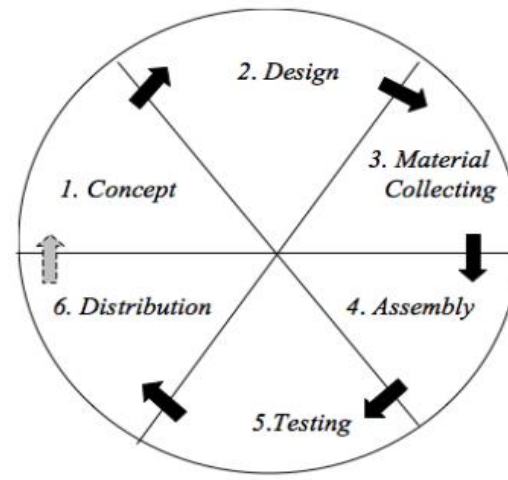 1. Concept
2. Design
3. Material
Collecting
4. Assembly
5.Testing
6. Distribution